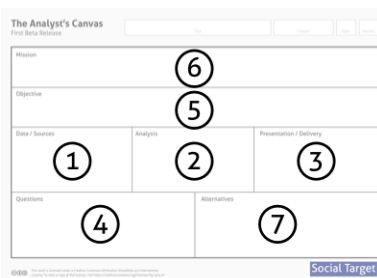 The Analyst's Canvas
First Beta Release
Mission
6
Objective
5
Data / Sources
Analysis
Presentation / Delivery
1
2
3
Questions
Alternatives
4
7
Social Target